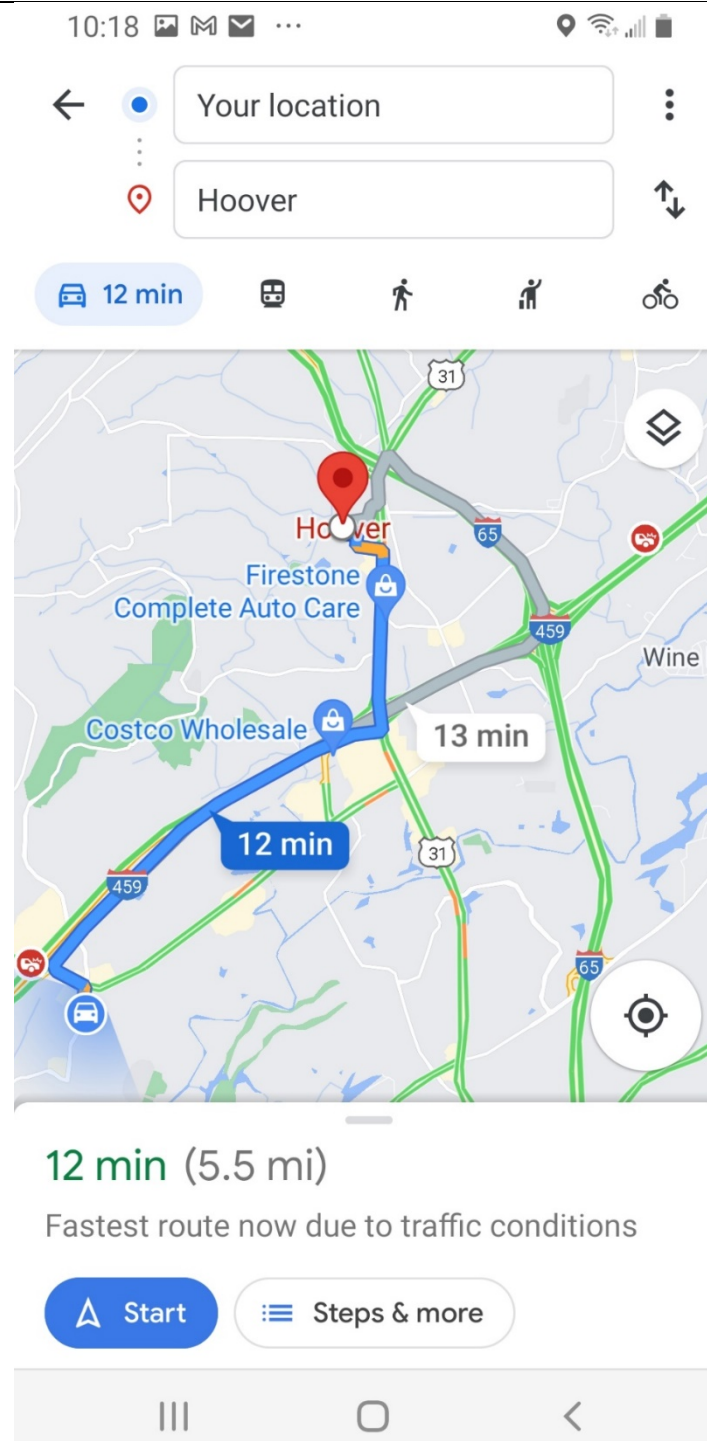 10:18
Your location
Hoover
12 min
31
Hoover
65
Firestone
Complete Auto Care
459
Wine
Costco Wholesale
13 min
12 min
31
459
65
12 min (5.5 mi)
Fastest route now due to traffic conditions
Start
Steps & more